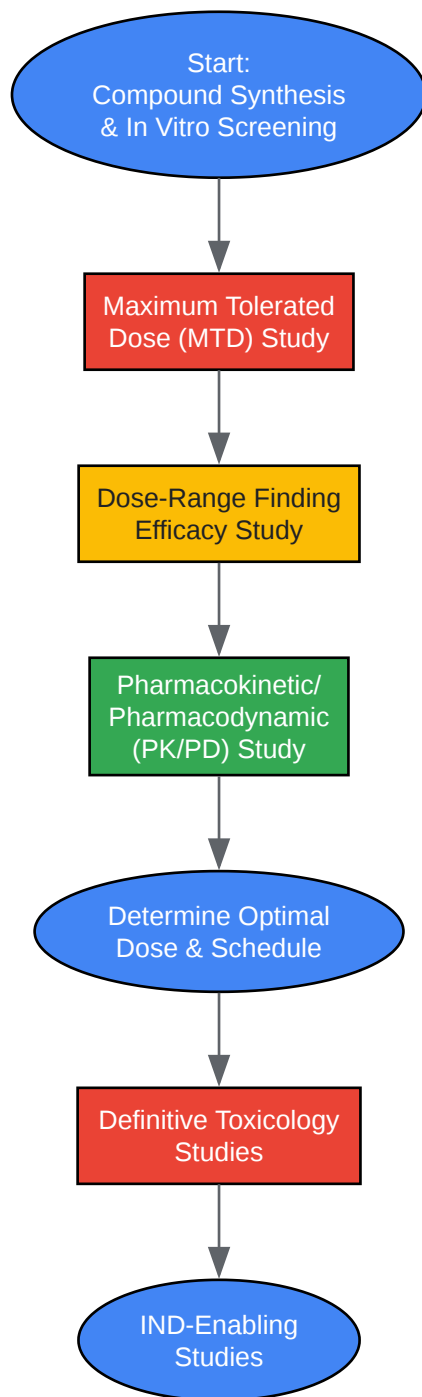 Start:
Compound Synthesis
& In Vitro Screening
Maximum Tolerated
Dose (MTD) Study
Dose-Range Finding
Efficacy Study
Pharmacokinetic/
Pharmacodynamic
(PK/PD) Study
Determine Optimal
Dose & Schedule
Definitive Toxicology
Studies
IND-Enabling
Studies